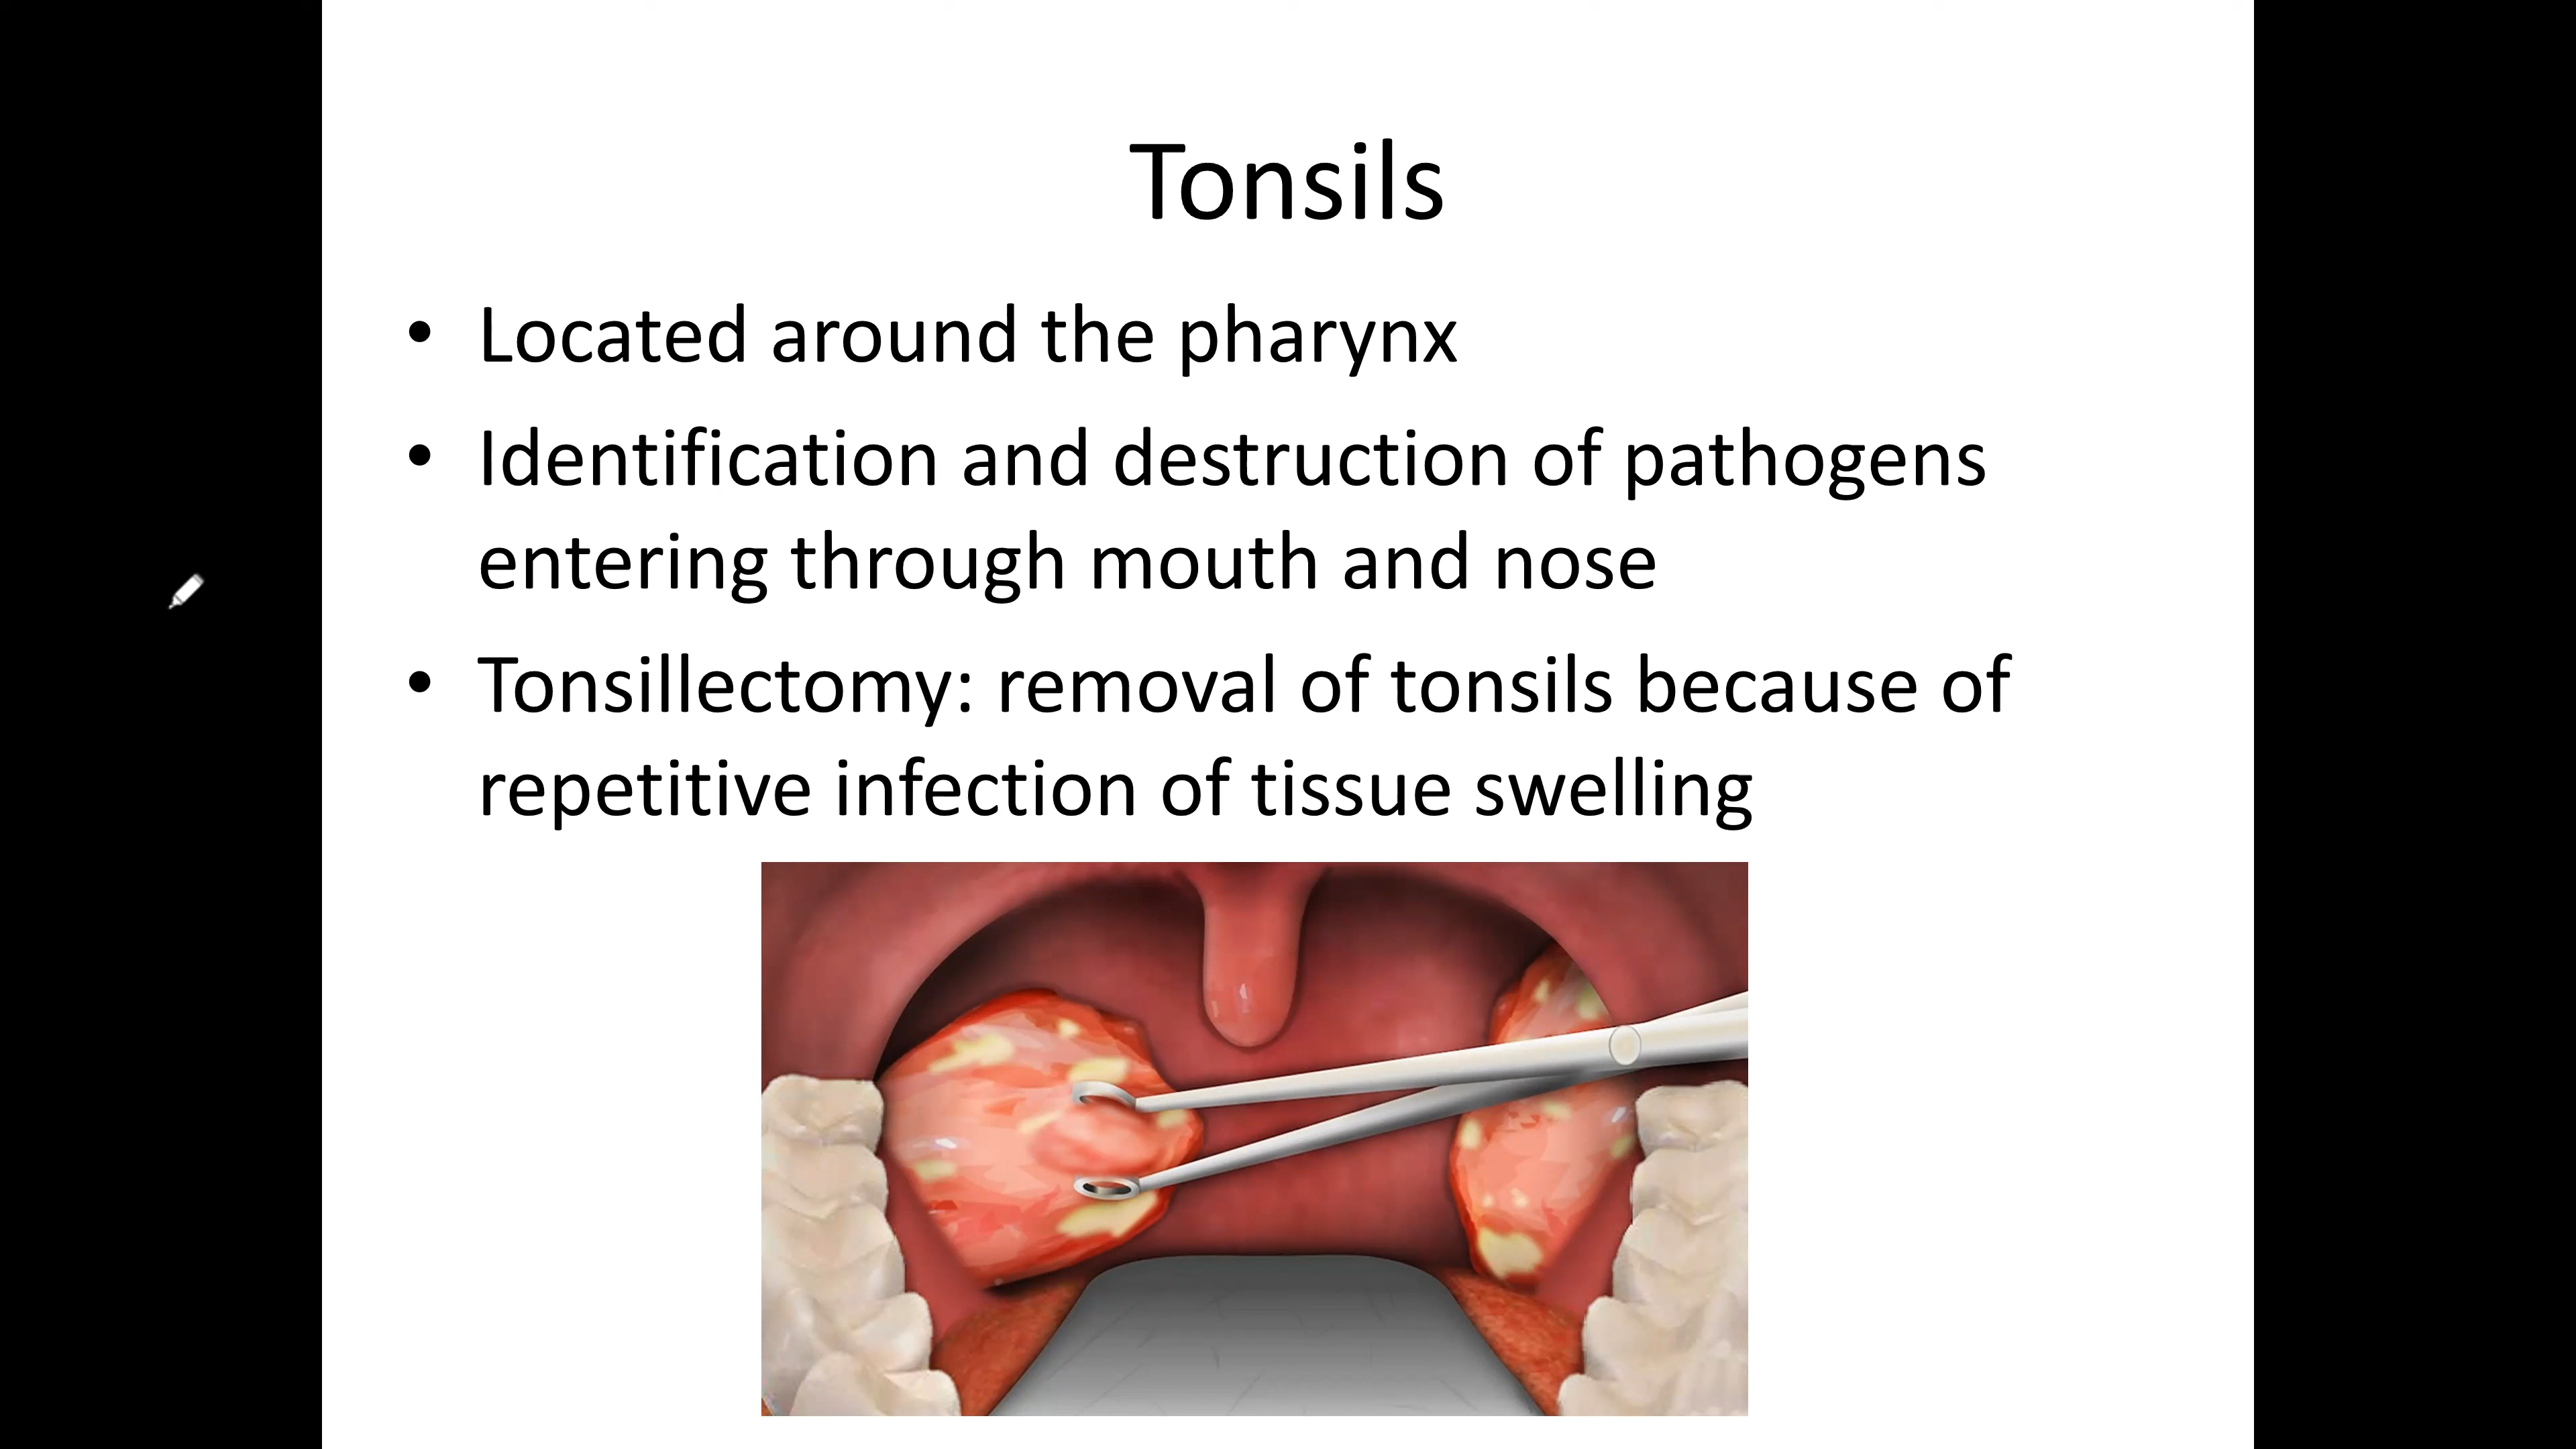 Tonsils
• Located around the pharynx
• Identification and destruction of pathogens
entering through mouth and nose
• Tonsillectomy: removal of tonsils because of
repetitive infection of tissue swelling